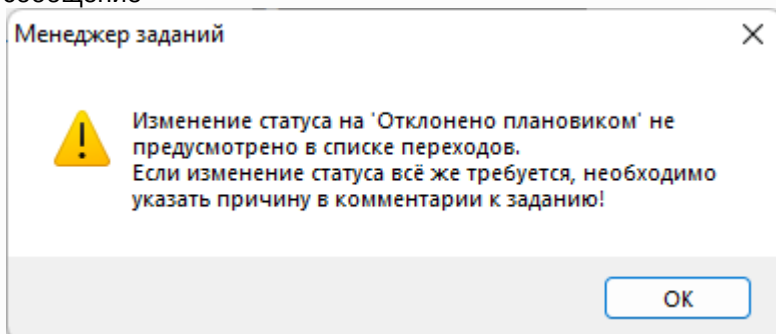 сообщение
Менеджер заданий
Изменение статуса на 'Отклонено плановиком' не
предусмотрено в списке переходов.
Если изменение статуса всё же требуется, необходимо
указать причину в комментарии к заданию!
OK